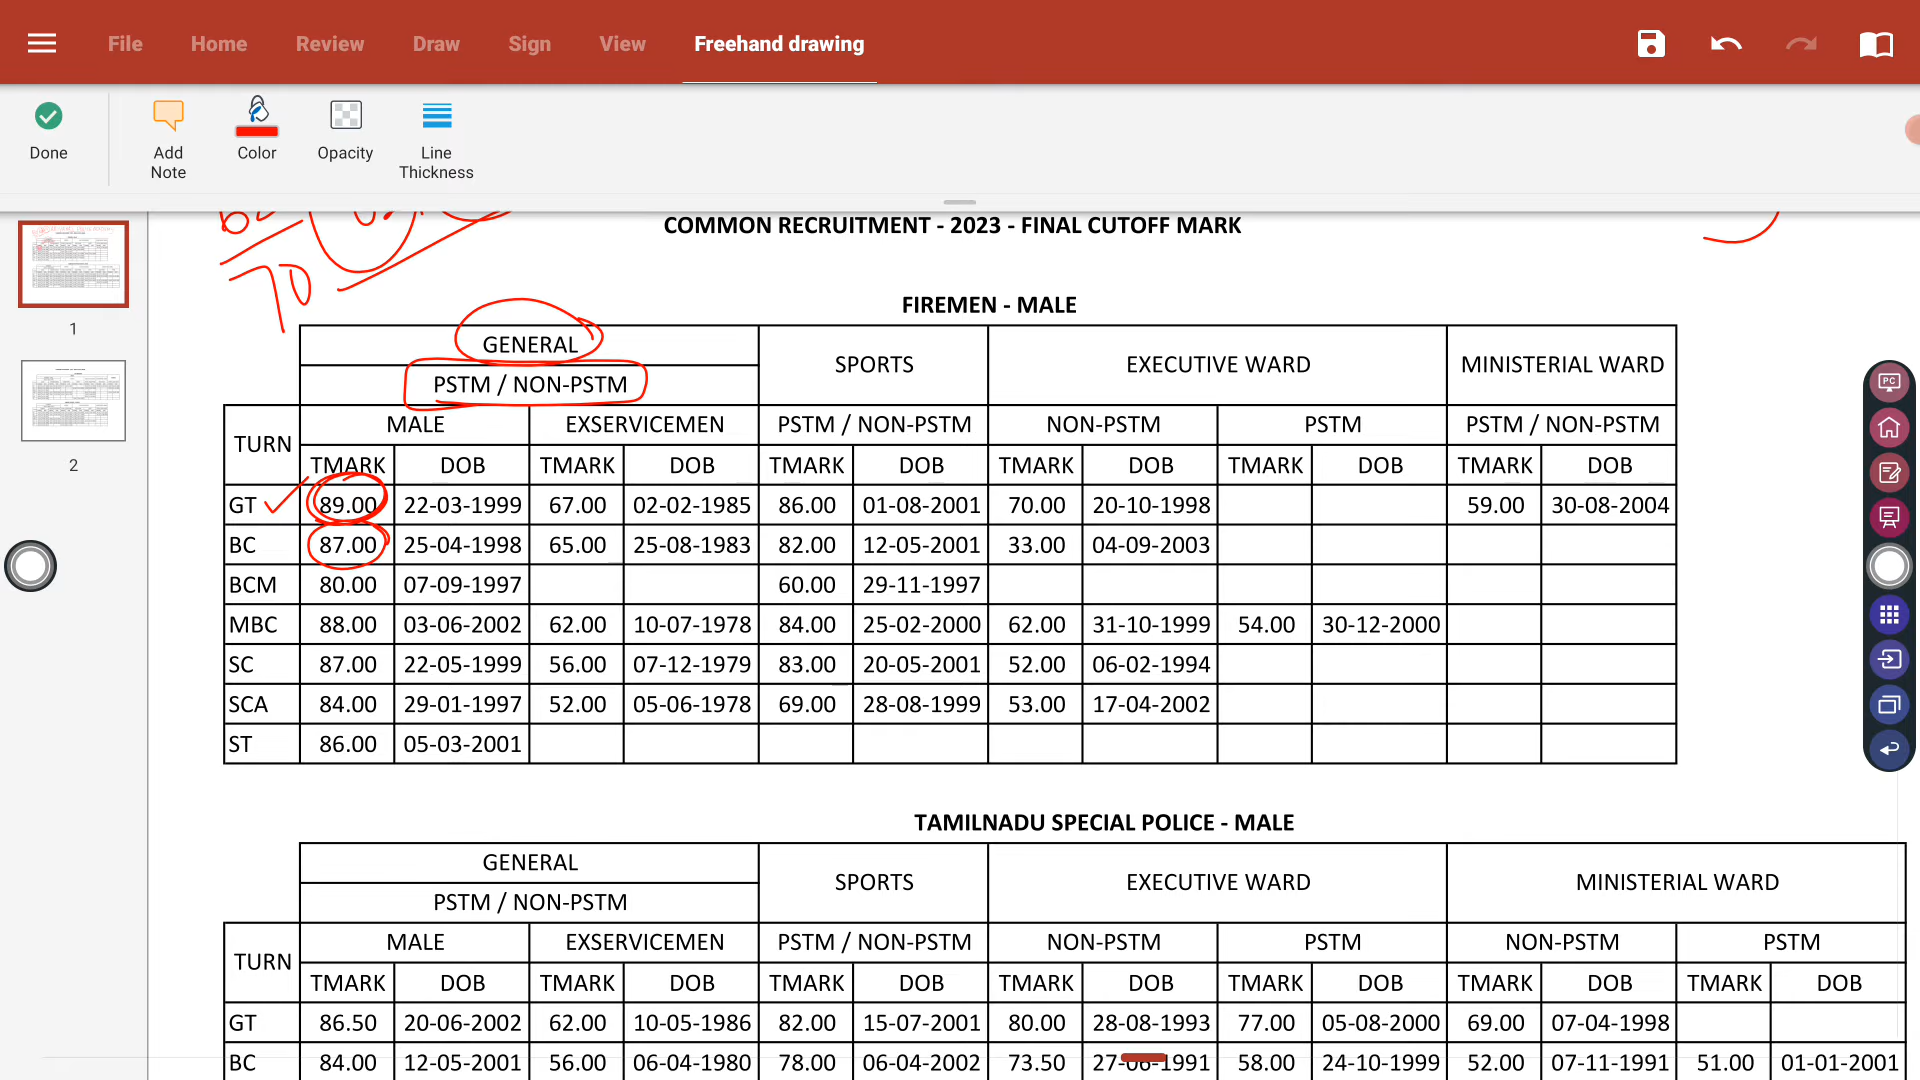 File Home Review Draw Sign View Freehand drawing
Done Add Note Color Opacity Line Thickness
70
COMMON RECRUITMENT - 2023 - FINAL CUTOFF MARK
1
2
FIREMEN - MALE
GENERAL SPORTS EXECUTIVE WARD MINISTERIAL WARD
PSTM / NON-PSTM
TURN MALE EXSERVICEMEN PSTM / NON-PSTM NON-PSTM PSTM PSTM / NON-PSTM
TMARK DOB TMARK DOB TMARK DOB TMARK DOB TMARK DOB TMARK DOB
GT 89.00 22-03-1999 67.00 02-02-1985 86.00 01-08-2001 70.00 20-10-1998 59.00 30-08-2004
BC 87.00 25-04-1998 65.00 25-08-1983 82.00 12-05-2001 33.00 04-09-2003
BCM 80.00 07-09-1997 60.00 29-11-1997
MBC 88.00 03-06-2002 62.00 10-07-1978 84.00 25-02-2000 62.00 31-10-1999 54.00 30-12-2000
SC 87.00 22-05-1999 56.00 07-12-1979 83.00 20-05-2001 52.00 06-02-1994
SCA 84.00 29-01-1997 52.00 05-06-1978 69.00 28-08-1999 53.00 17-04-2002
ST 86.00 05-03-2001
TAMILNADU SPECIAL POLICE - MALE
GENERAL SPORTS EXECUTIVE WARD MINISTERIAL WARD
PSTM / NON-PSTM
TURN MALE EXSERVICEMEN PSTM / NON-PSTM NON-PSTM PSTM NON-PSTM PSTM
TMARK DOB TMARK DOB TMARK DOB TMARK DOB TMARK DOB TMARK DOB TMARK DOB
GT 86.50 20-06-2002 62.00 10-05-1986 82.00 15-07-2001 80.00 28-08-1993 77.00 05-08-2000 69.00 07-04-1998
BC 84.00 12-05-2001 56.00 06-04-1980 78.00 06-04-2002 73.50 27-06-1991 58.00 24-10-1999 52.00 07-11-1991 51.00 01-01-2001
PC